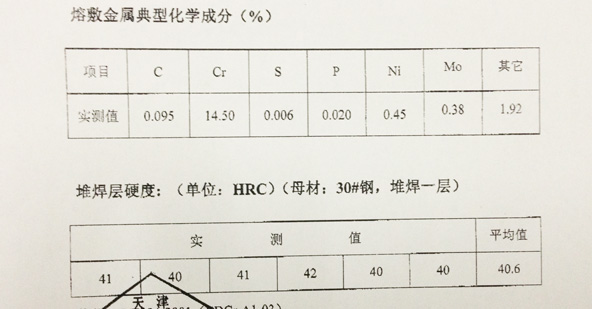 熔敷金属典型化学成分（%）
项目 C Cr S P Ni Mo 其它
实测值 0.095 14.50 0.006 0.020 0.45 0.38 1.92
堆焊层硬度：（单位：HRC）（母材：30#钢，堆焊一层）
实 测 值 平均值
41 40 41 42 40 40 40.6
天 津